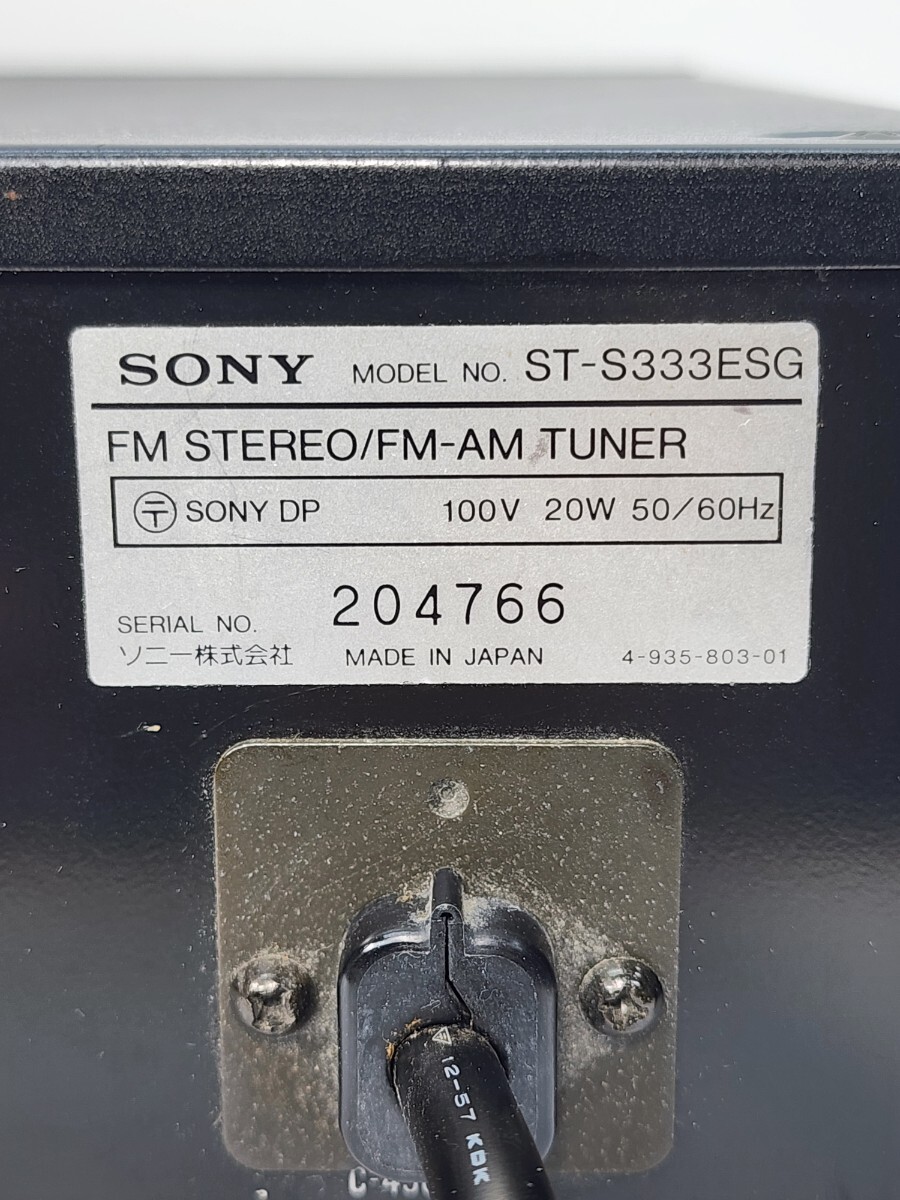 SONY MODEL NO. ST-S333ESG
FM STEREO/FM-AM TUNER
〒 SONY DP 100V 20W 50/60Hz
SERIAL NO. 204766
ソニー株式会社 MADE IN JAPAN 4-935-803-01
12-57 KDK